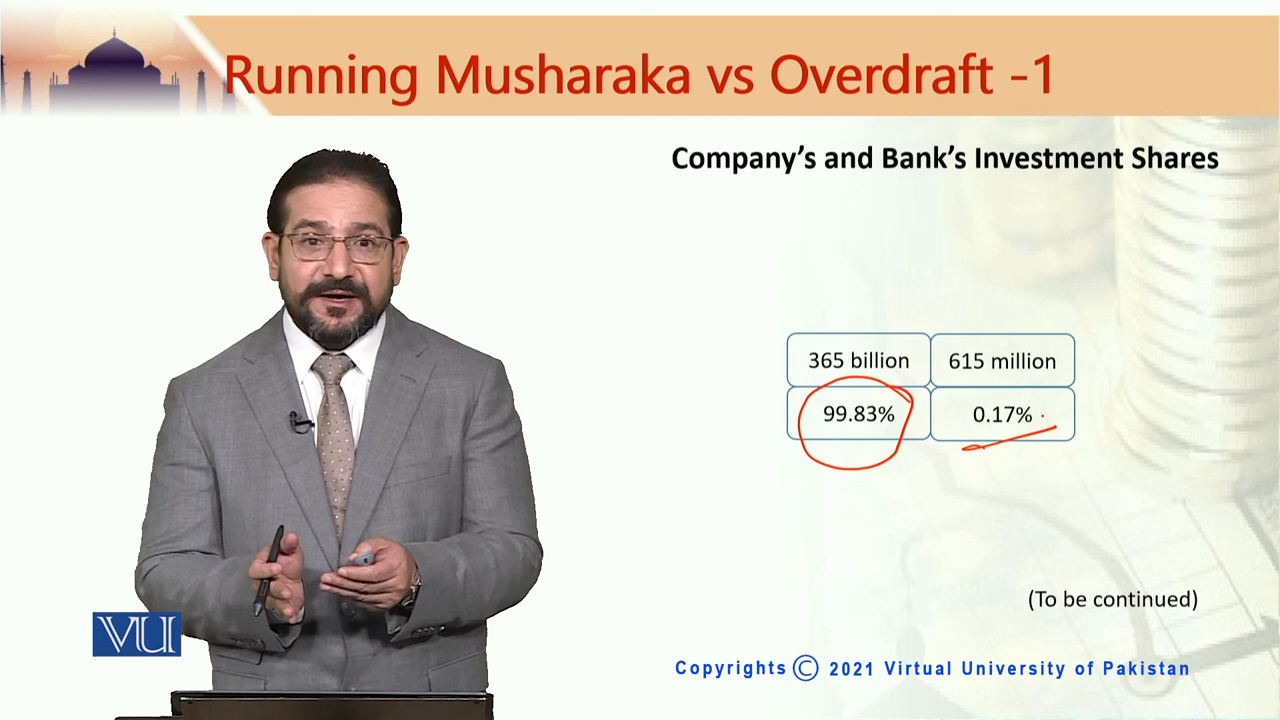 Running Musharaka vs Overdraft -1
Company's and Bank's Investment Shares
365 billion 615 million
99.83% 0.17%
(To be continued)
VU
Copyrights © 2021 Virtual University of Pakistan